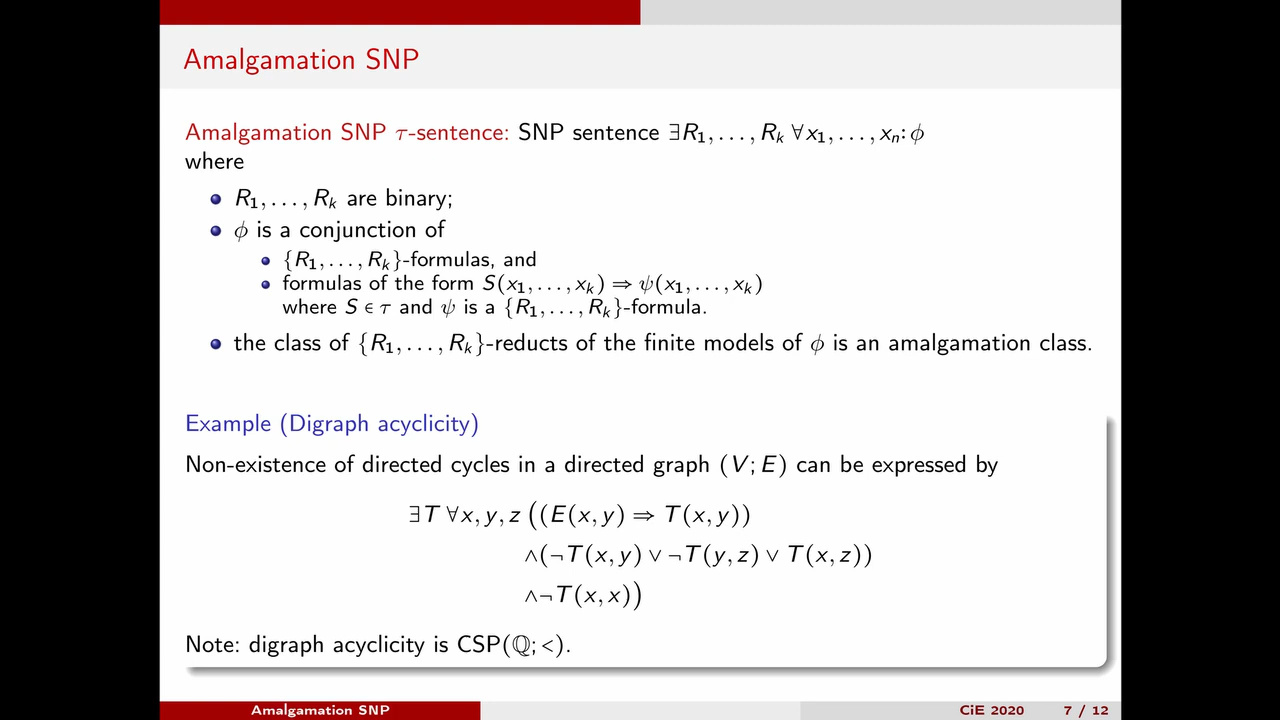 Amalgamation SNP
Amalgamation SNP τ-sentence: SNP sentence ∃R₁, . . . , Rₖ ∀x₁, . . . , xₙ: ϕ
where
R₁, . . . , Rₖ are binary;
ϕ is a conjunction of
{R₁, . . . , Rₖ}-formulas, and
formulas of the form S(x₁, . . . , xₖ) ⇒ ψ(x₁, . . . , xₖ)
where S ∈ τ and ψ is a {R₁, . . . , Rₖ}-formula.
the class of {R₁, . . . , Rₖ}-reducts of the finite models of ϕ is an amalgamation class.
Example (Digraph acyclicity)
Non-existence of directed cycles in a directed graph (V; E) can be expressed by
∃T ∀x, y, z ((E(x, y) ⇒ T(x, y))
∧(¬T(x, y) ∨ ¬T(y, z) ∨ T(x, z))
∧¬T(x, x))
Note: digraph acyclicity is CSP(ℚ; <).
Amalgamation SNP CiE 2020 7 / 12